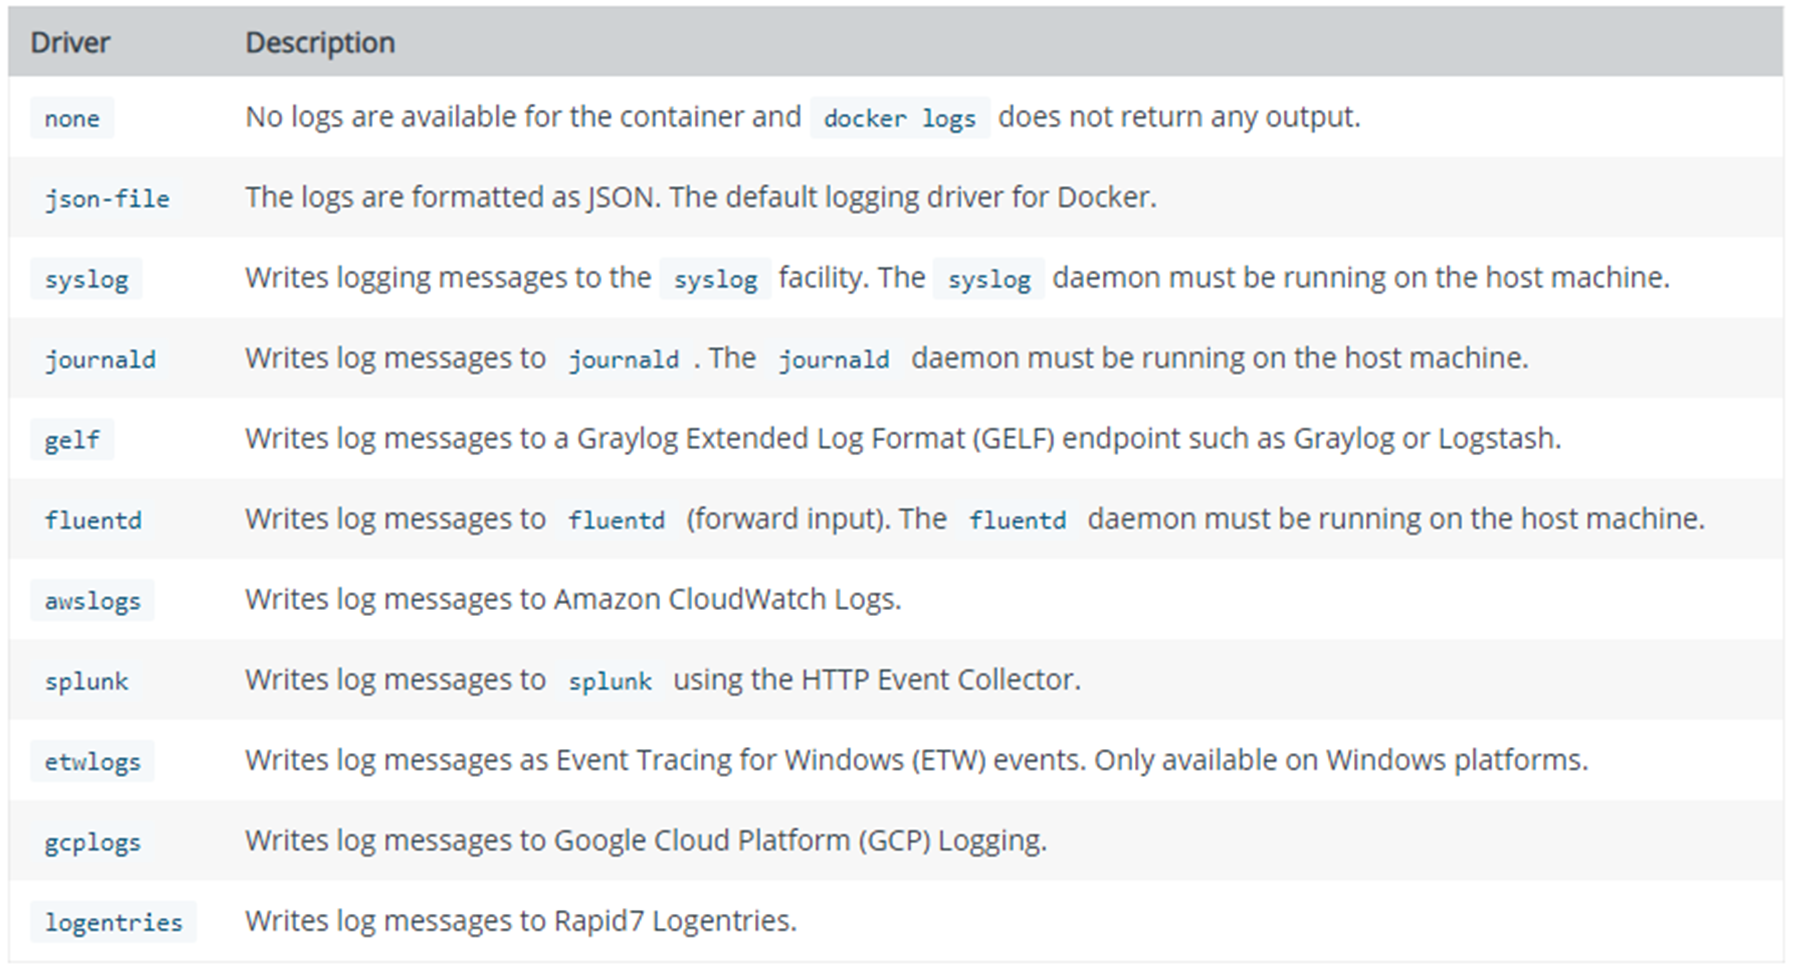 Driver Description
none No logs are available for the container and docker logs does not return any output.
json-file The logs are formatted as JSON. The default logging driver for Docker.
syslog Writes logging messages to the syslog facility. The syslog daemon must be running on the host machine.
journald Writes log messages to journald . The journald daemon must be running on the host machine.
gelf Writes log messages to a Graylog Extended Log Format (GELF) endpoint such as Graylog or Logstash.
fluentd Writes log messages to fluentd (forward input). The fluentd daemon must be running on the host machine.
awslogs Writes log messages to Amazon CloudWatch Logs.
splunk Writes log messages to splunk using the HTTP Event Collector.
etwlogs Writes log messages as Event Tracing for Windows (ETW) events. Only available on Windows platforms.
gcplogs Writes log messages to Google Cloud Platform (GCP) Logging.
logentries Writes log messages to Rapid7 Logentries.